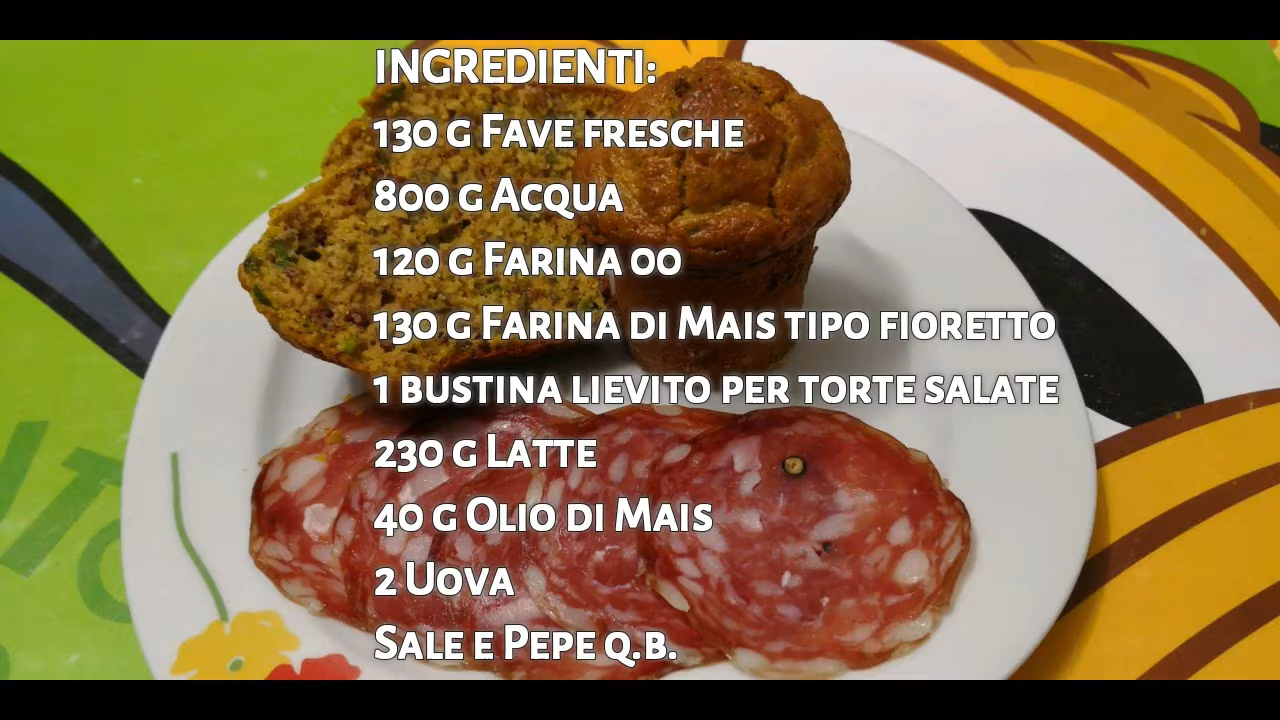 INGREDIENTI:
130 g Fave fresche
800 g Acqua
120 g Farina 00
130 g Farina di Mais tipo fioretto
1 bustina lievito per torte salate
230 g Latte
40 g Olio di Mais
2 Uova
Sale e Pepe q.b.